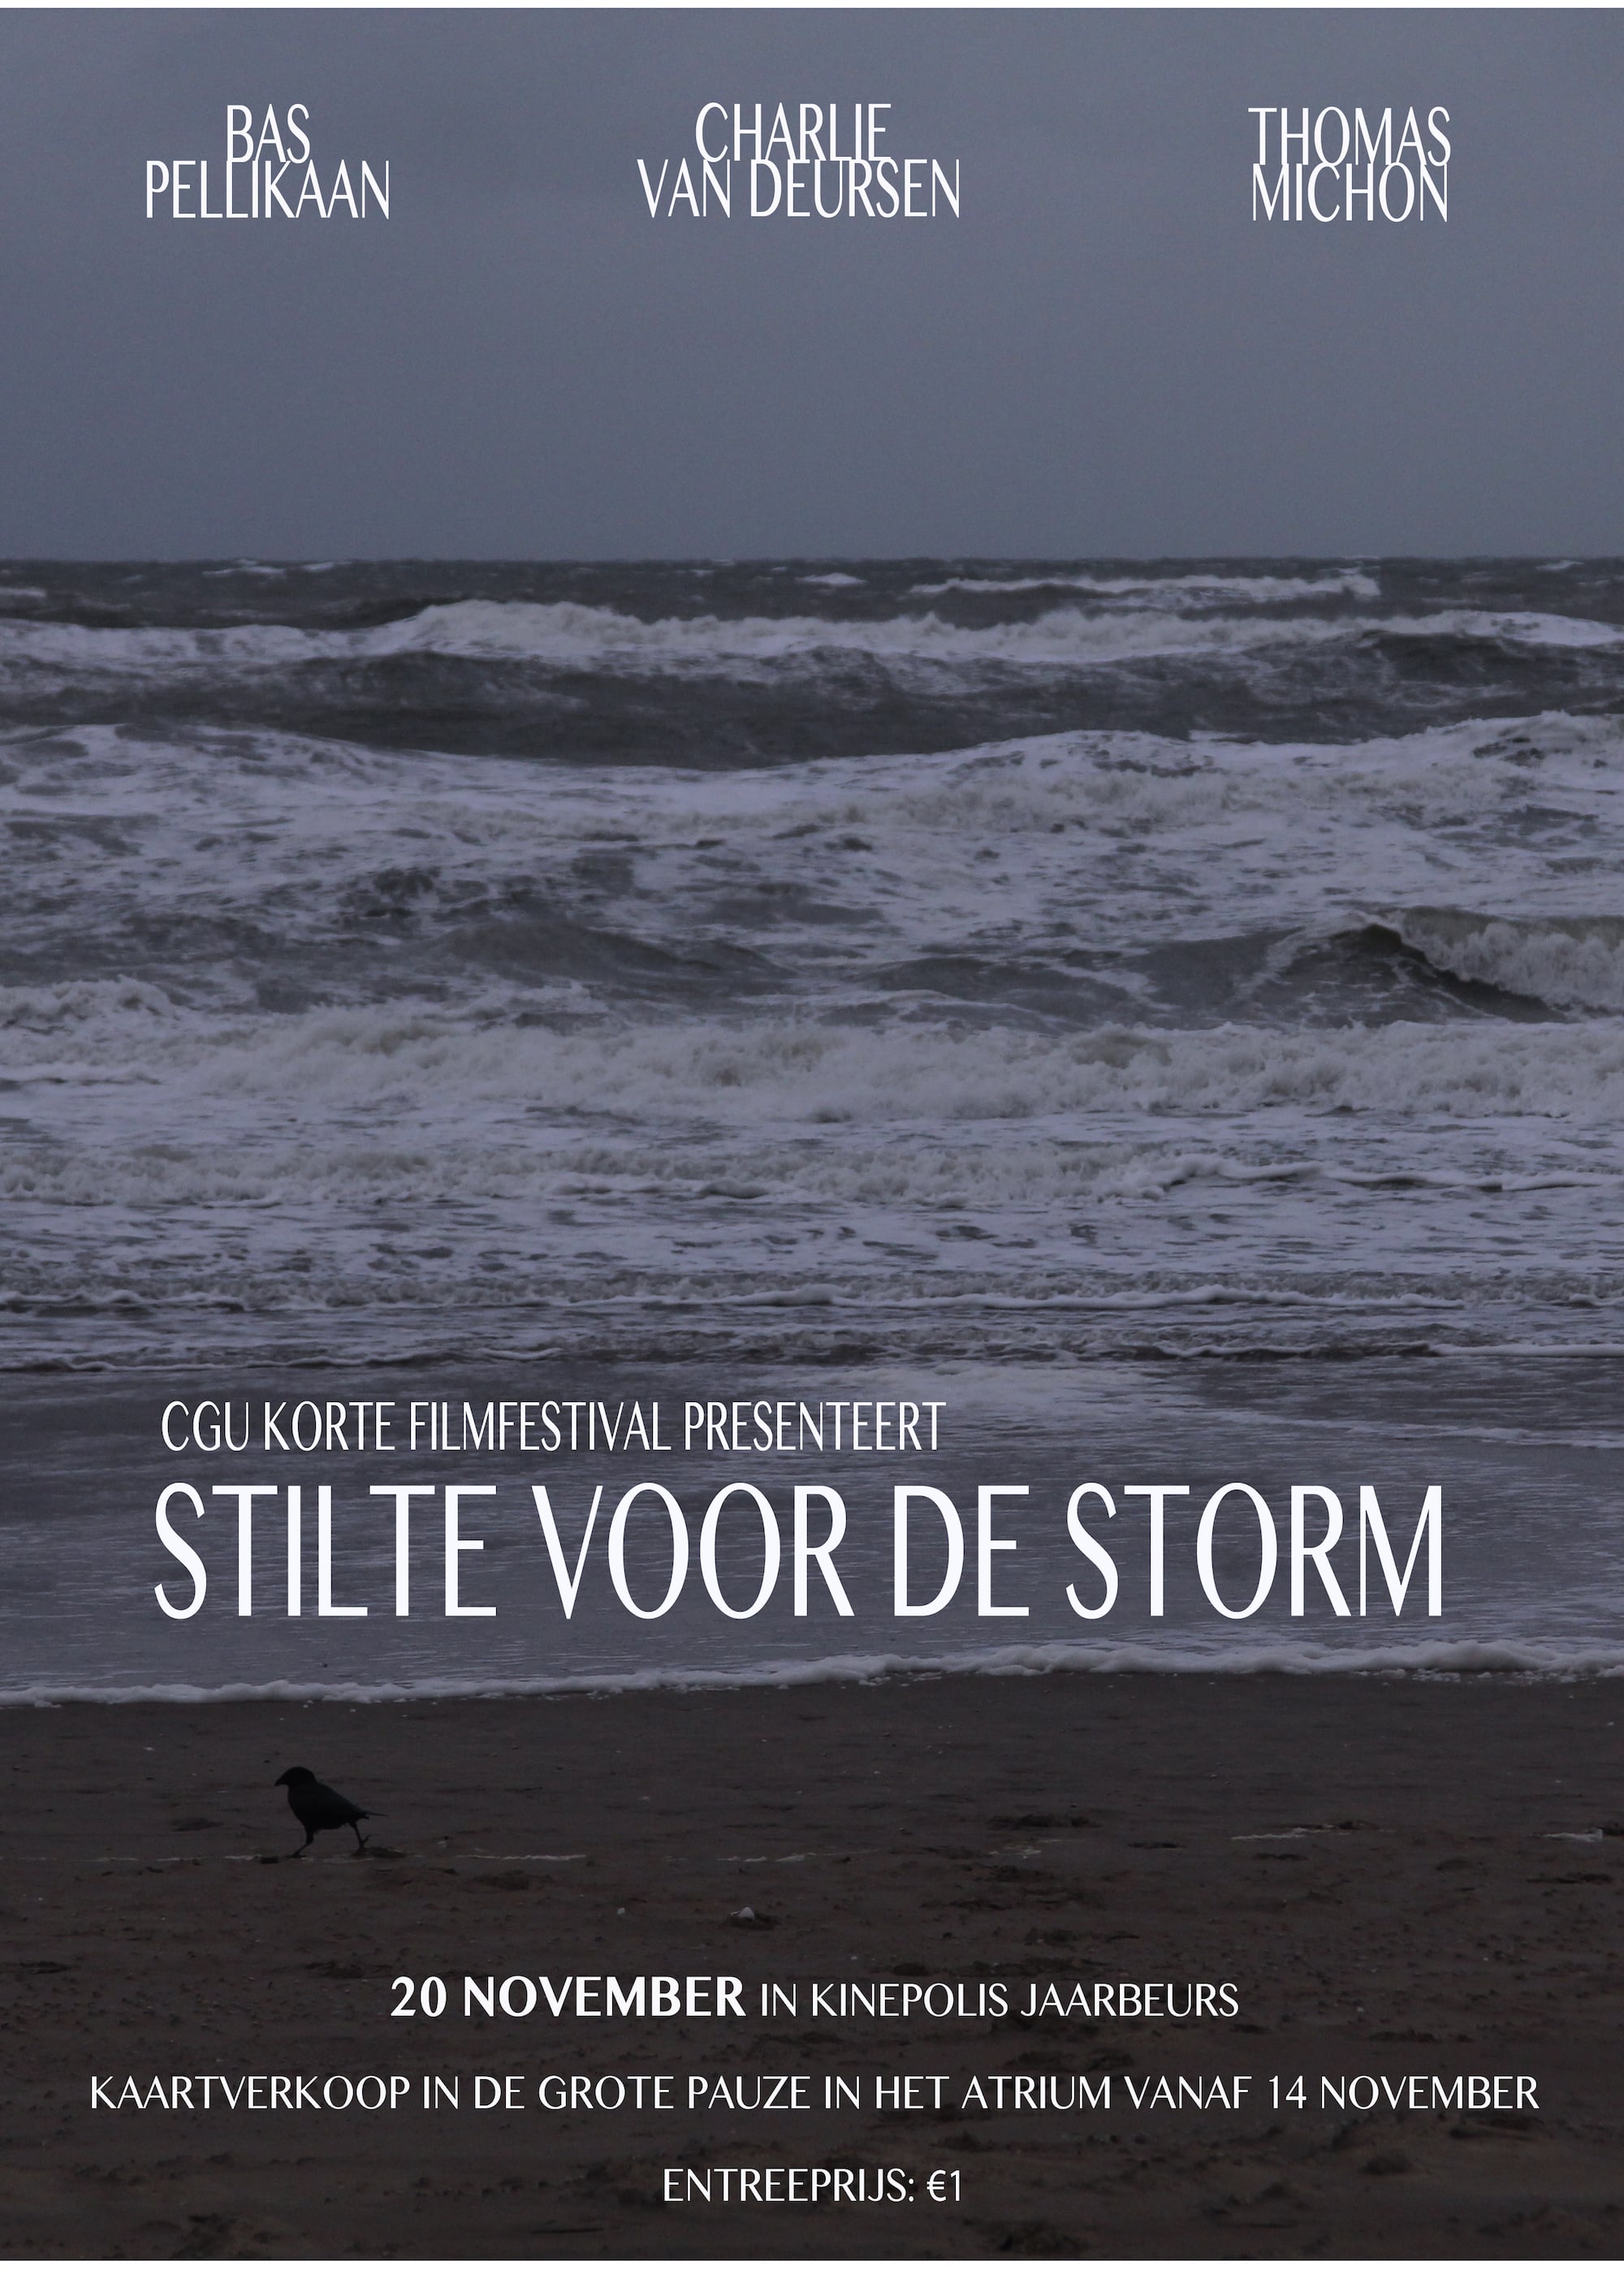 BAS
PELLIKAAN
CHARLIE
VAN DEURSEN
THOMAS
MICHON
CGU KORTE FILMFESTIVAL PRESENTEERT
STILTE VOOR DE STORM
20 NOVEMBER IN KINEPOLIS JAARBEURS
KAARTVERKOOP IN DE GROTE PAUZE IN HET ATRIUM VANAF 14 NOVEMBER
ENTREEPRIJS: €1